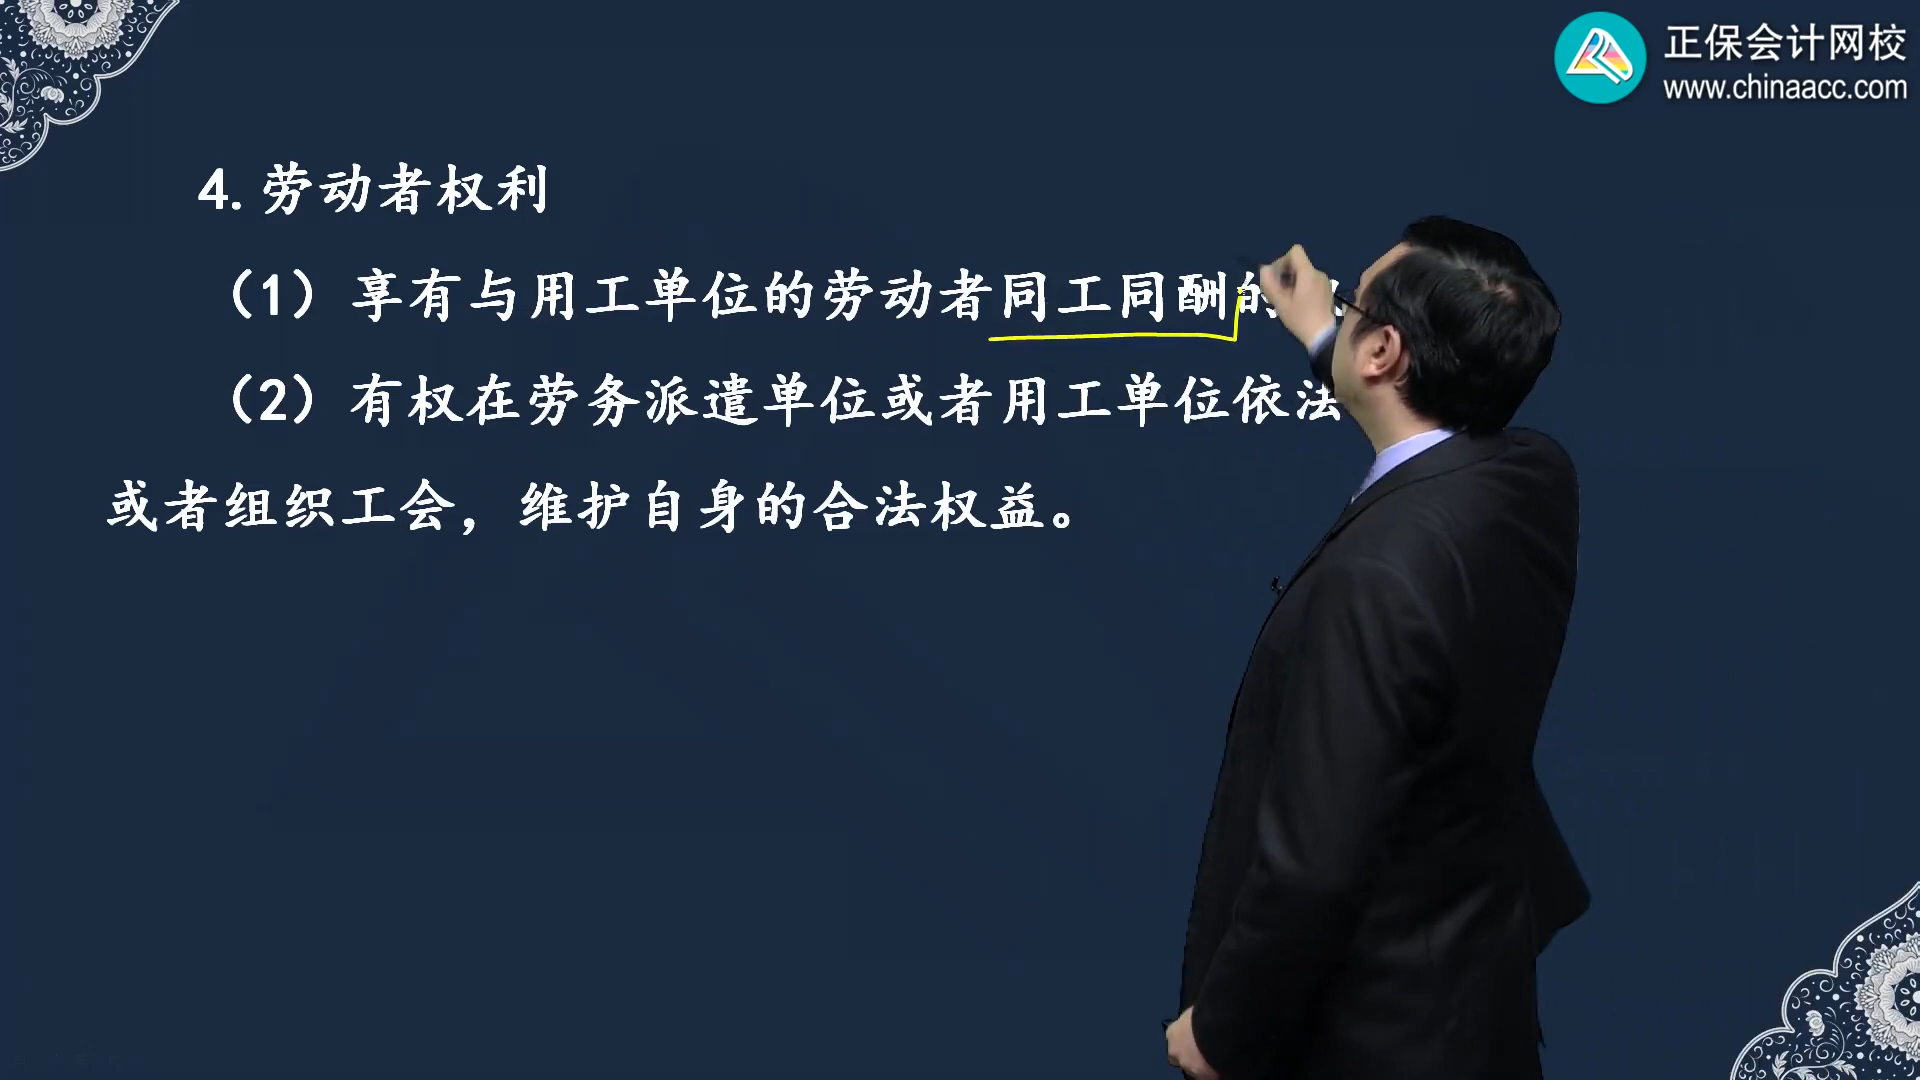 正保会计网校
www.chinaacc.com
4.劳动者权利
（1）享有与用工单位的劳动者同工同酬的
（2）有权在劳务派遣单位或者用工单位依法
或者组织工会，维护自身的合法权益。